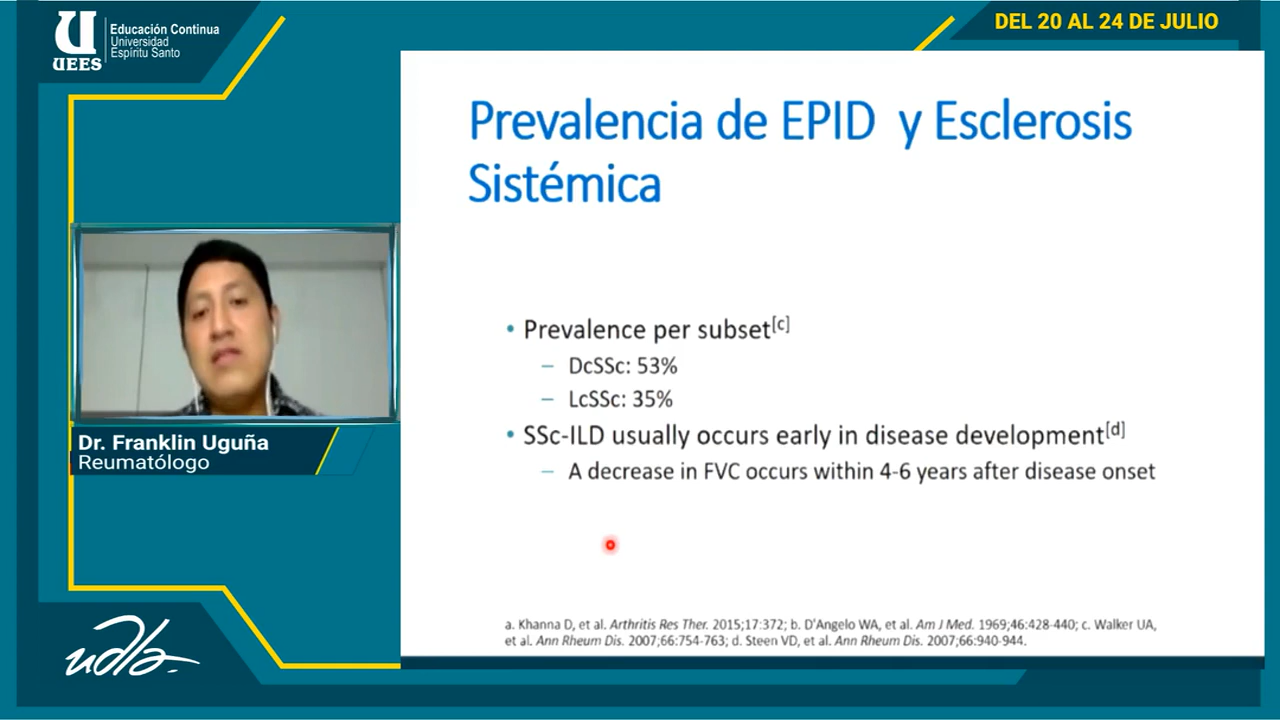 UEES
Educación Continua
Universidad
Espíritu Santo
DEL 20 AL 24 DE JULIO
Prevalencia de EPID y Esclerosis
Sistémica
• Prevalence per subset[c]
– DcSSc: 53%
– LcSSc: 35%
• SSc-ILD usually occurs early in disease development[d]
– A decrease in FVC occurs within 4-6 years after disease onset
a. Khanna D, et al. Arthritis Res Ther. 2015;17:372; b. D'Angelo WA, et al. Am J Med. 1969;46:428-440; c. Walker UA,
et al. Ann Rheum Dis. 2007;66:754-763; d. Steen VD, et al. Ann Rheum Dis. 2007;66:940-944.
Dr. Franklin Uguña
Reumatólogo
udla-